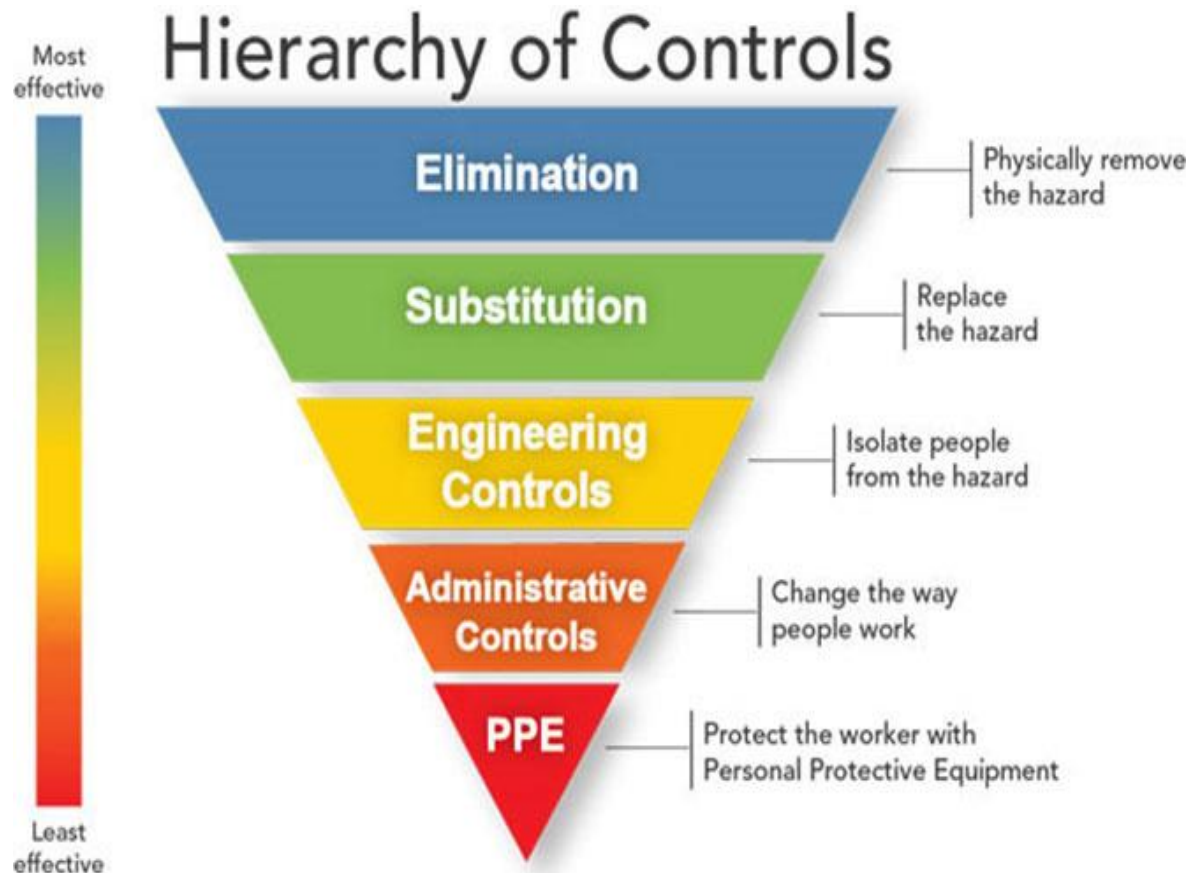 Hierarchy of Controls
Most
effective
Elimination
Physically remove
the hazard
Substitution
Replace
the hazard
Engineering
Controls
Isolate people
from the hazard
Administrative
Controls
Change the way
people work
PPE
Protect the worker with
Personal Protective Equipment
Least
effective